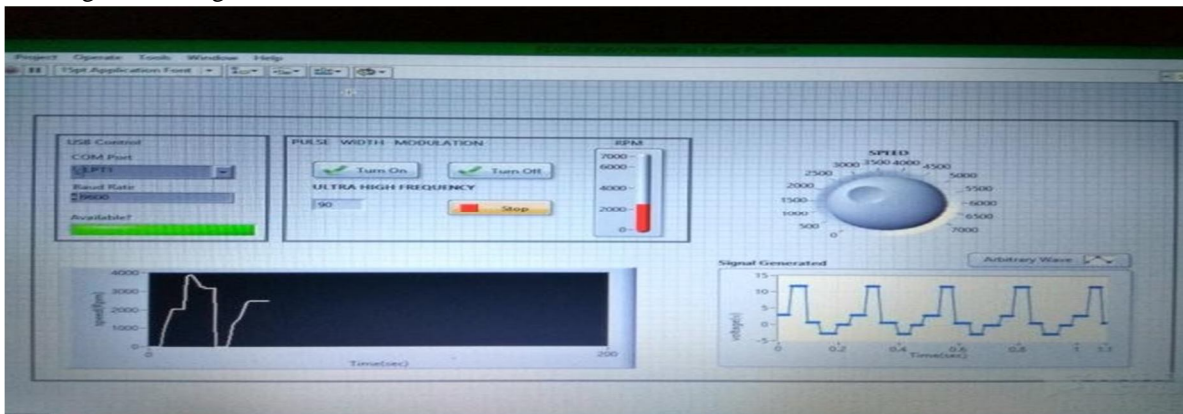 Project Operate Tools Window Help
15pt Application Font
USB Control
COM Port
LPT1
Baud Rate
9600
Available?
PULSE WIDTH MODULATION
Turn On
Turn Off
ULTRA HIGH FREQUENCY
90
Stop
RPM
7000
6000
4000
2000
0
SPEED
0
500
1000
1500
2000
2500
3000
3500
4000
4500
5000
5500
6000
6500
7000
4000
3000
2000
1000
0
speed(rpm)
0
200
Time(sec)
Signal Generated
Arbitrary Wave
15
10
5
0
-5
voltage(s)
0
0.2
0.4
0.6
0.8
1
1.1
Time(sec)